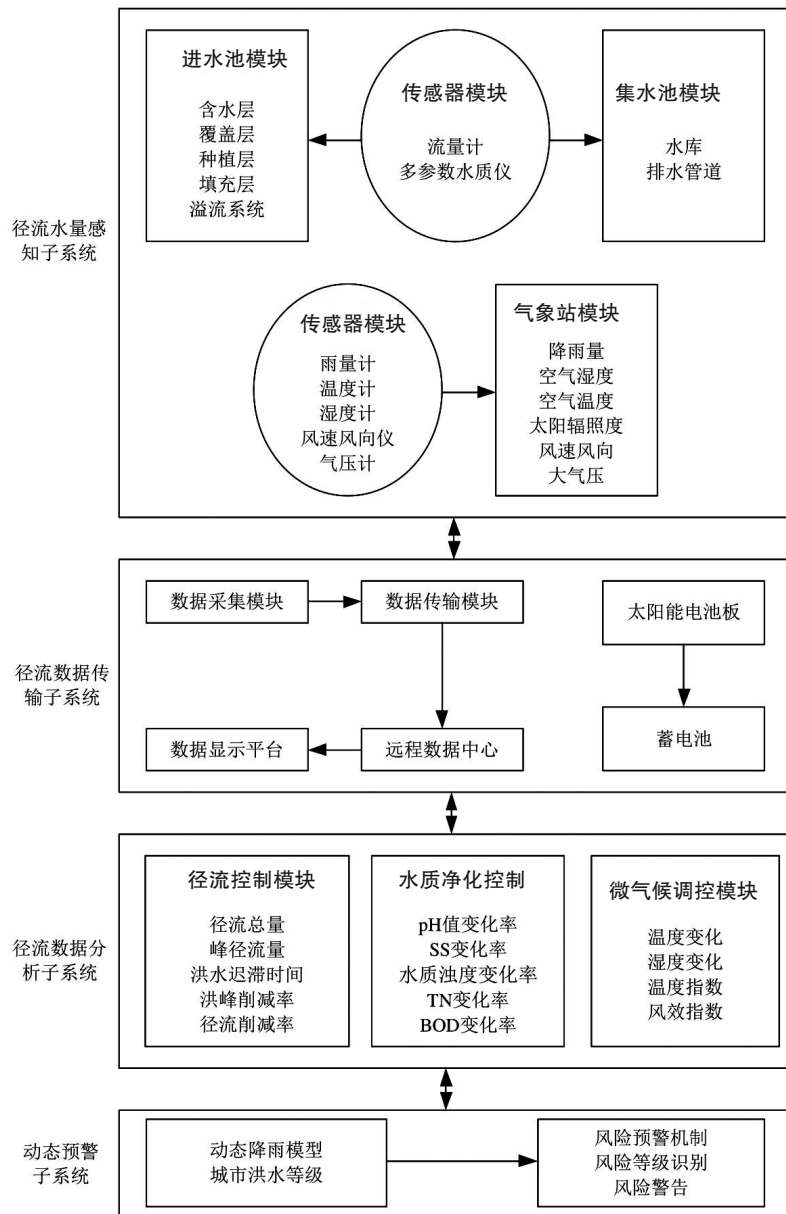 径流水量感
知子系统
进水池模块
含水层
覆盖层
种植层
填充层
溢流系统
传感器模块
流量计
多参数水质仪
集水池模块
水库
排水管道
传感器模块
雨量计
温度计
湿度计
风速风向仪
气压计
气象站模块
降雨量
空气湿度
空气温度
太阳辐照度
风速风向
大气压
径流数据传
输子系统
数据采集模块
数据传输模块
太阳能电池板
数据显示平台
远程数据中心
蓄电池
径流数据分
析子系统
径流控制模块
径流总量
峰径流量
洪水迟滞时间
洪峰削减率
径流削减率
水质净化控制
pH值变化率
SS变化率
水质浊度变化率
TN变化率
BOD变化率
微气候调控模块
温度变化
湿度变化
温度指数
风效指数
动态预警
子系统
动态降雨模型
城市洪水等级
风险预警机制
风险等级识别
风险警告